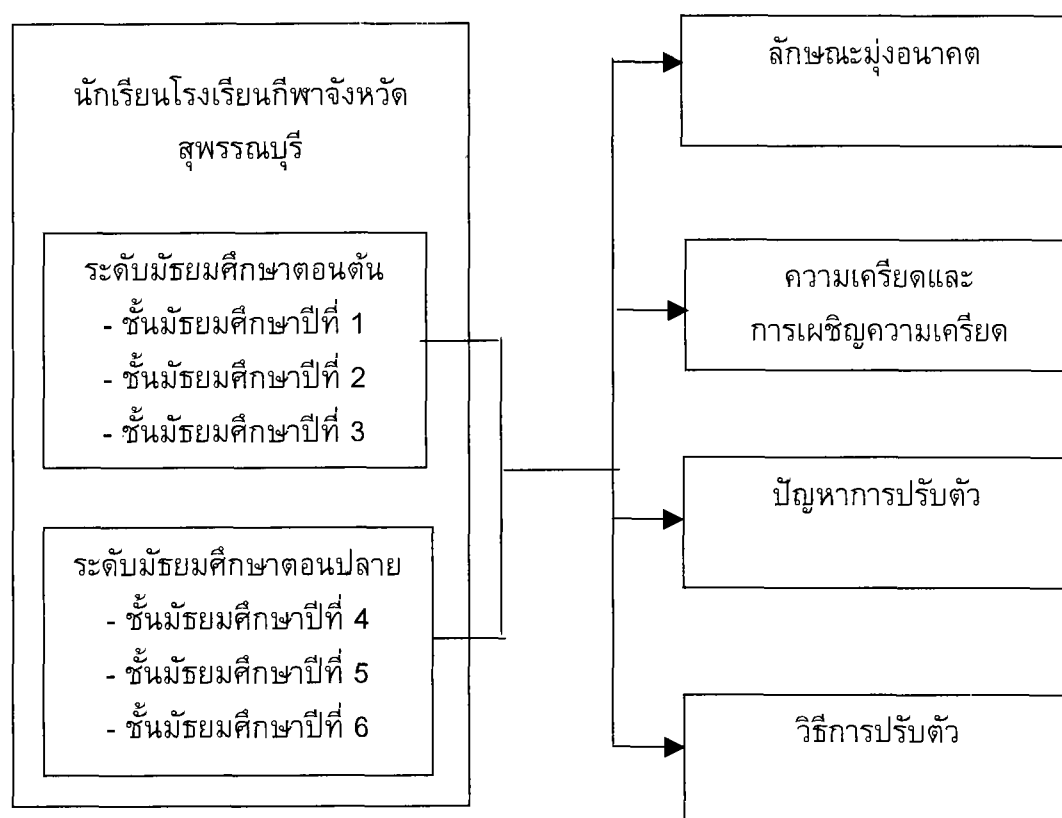 นักเรียนโรงเรียนกีฬาจังหวัด
สุพรรณบุรี
ระดับมัธยมศึกษาตอนต้น
- ชั้นมัธยมศึกษาปีที่ 1
- ชั้นมัธยมศึกษาปีที่ 2
- ชั้นมัธยมศึกษาปีที่ 3
ระดับมัธยมศึกษาตอนปลาย
- ชั้นมัธยมศึกษาปีที่ 4
- ชั้นมัธยมศึกษาปีที่ 5
- ชั้นมัธยมศึกษาปีที่ 6
ลักษณะมุ่งอนาคต
ความเครียดและ
การเผชิญความเครียด
ปัญหาการปรับตัว
วิธีการปรับตัว